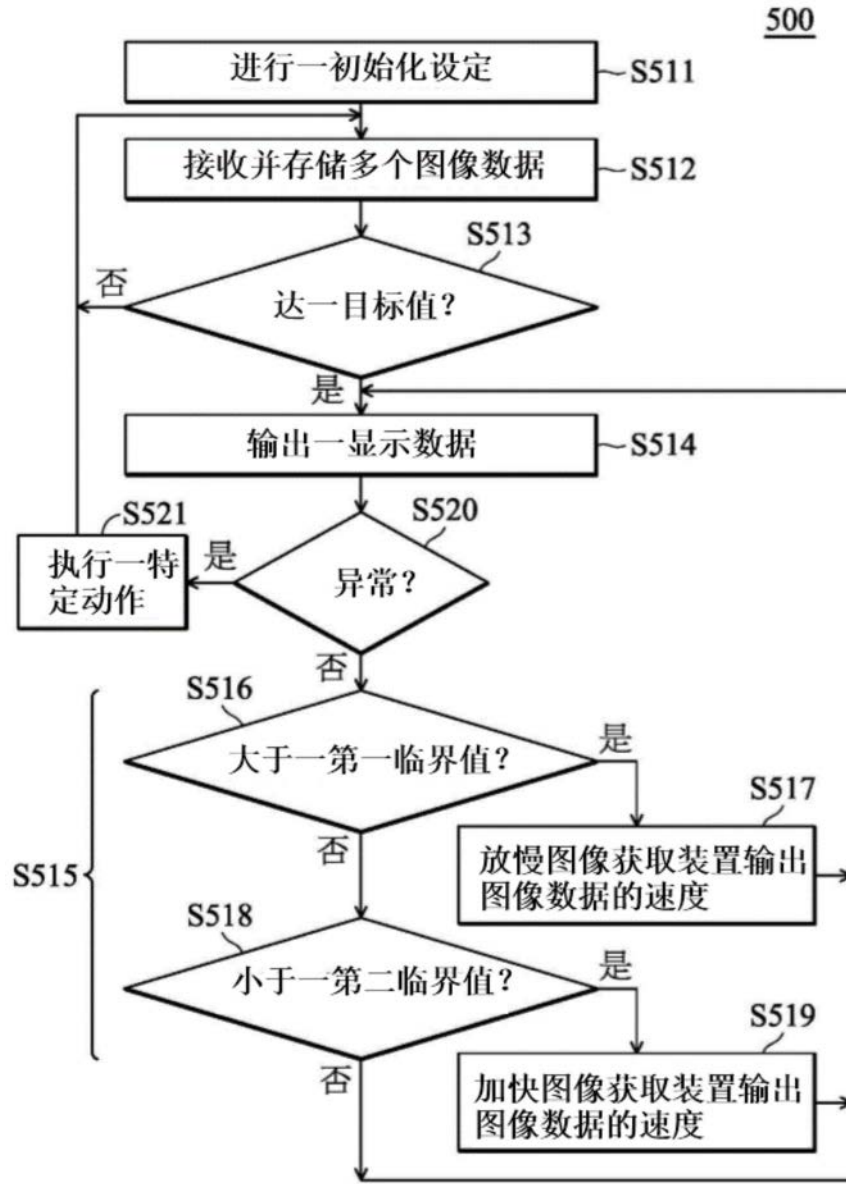 500
进行一初始化设定
S511
接收并存储多个图像数据
S512
S513
否
达一目标值？
是
输出一显示数据
S514
S521
S520
执行一特
定动作
是
异常？
否
S516
大于一第一临界值？
是
S517
否
放慢图像获取装置输出
图像数据的速度
S515
S518
小于一第二临界值？
是
S519
否
加快图像获取装置输出
图像数据的速度